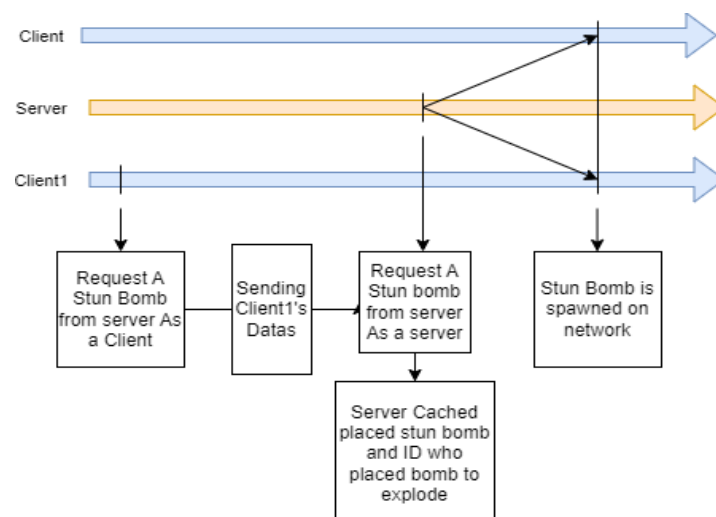 Client
Server
Client1
Request A
Stun Bomb
from server As
a Client
Sending
Client1's
Datas
Request A
Stun bomb
from server
As a server
Stun Bomb is
spawned on
network
Server Cached
placed stun bomb
and ID who
placed bomb to
explode